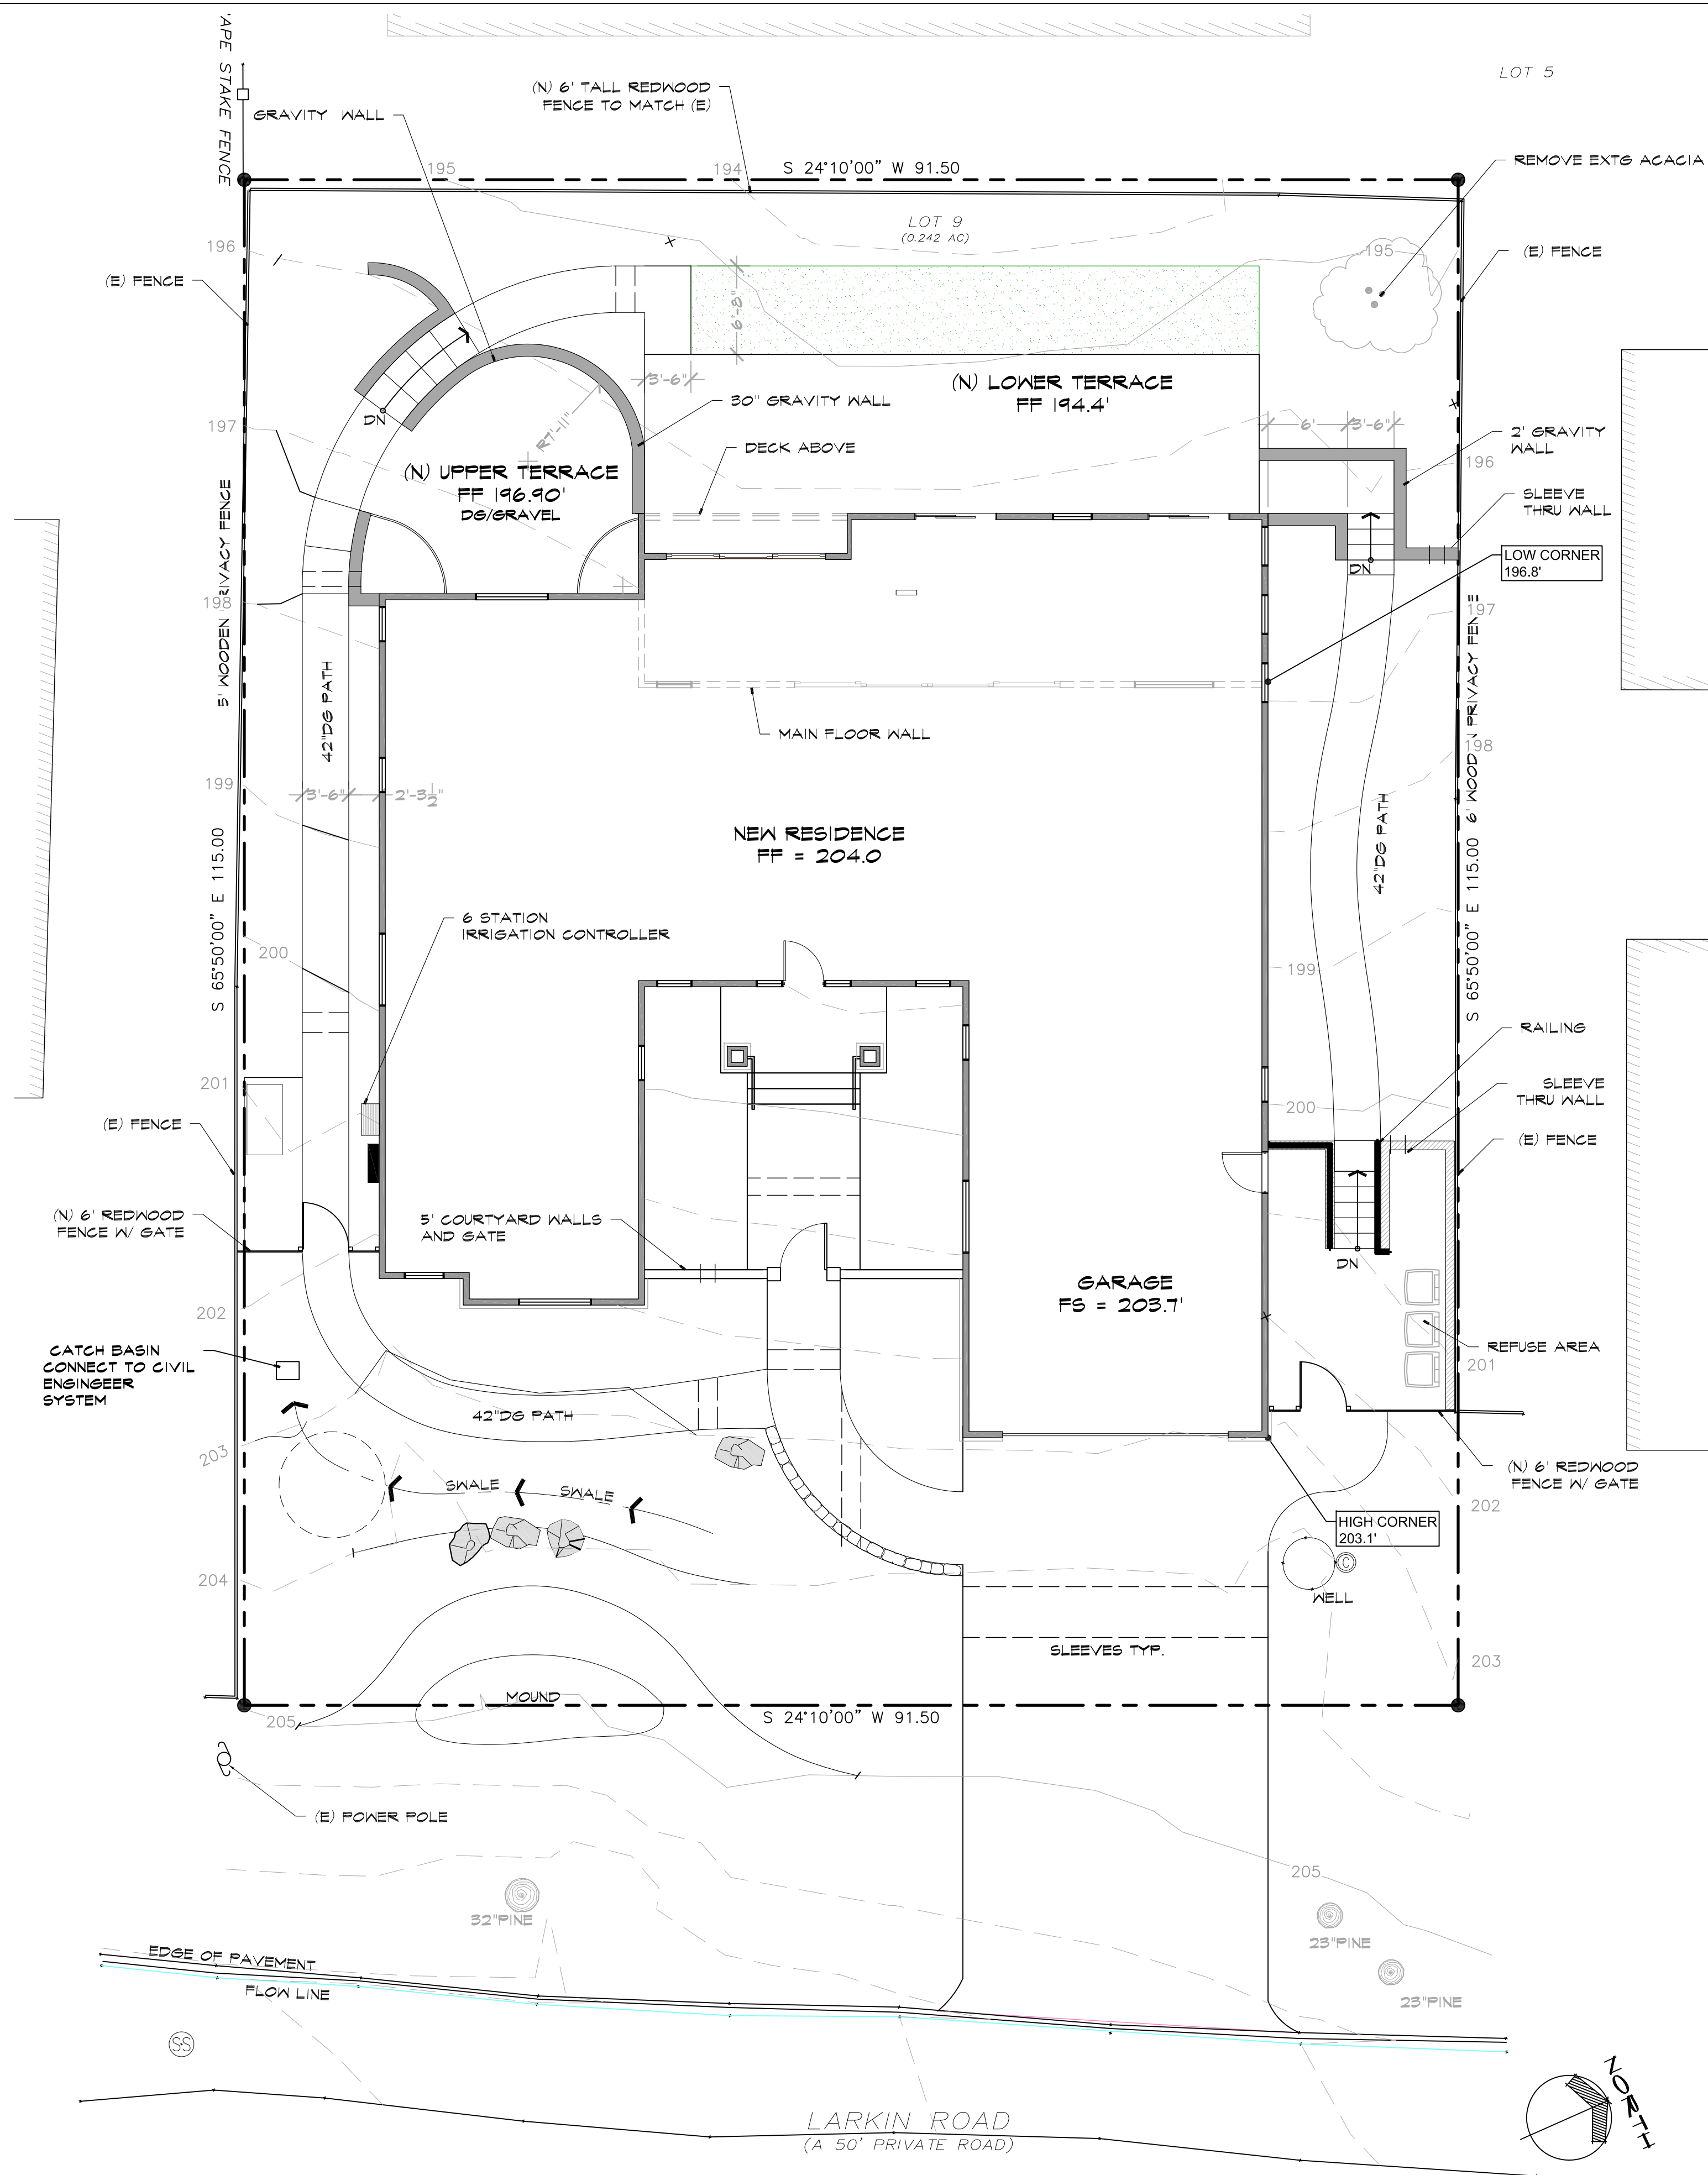 LOT 5
'APE STAKE FENCE
(N) 6' TALL REDWOOD
FENCE TO MATCH (E)
GRAVITY WALL
195
194
S 24°10'00" W 91.50
REMOVE EXTG ACACIA
LOT 9
(0.242 AC)
196
195
(E) FENCE
(E) FENCE
6'-8"
3'-6"
(N) LOWER TERRACE
FF 194.4'
30" GRAVITY WALL
DN
R7'-11"
6'
3'-6"
197
DECK ABOVE
2' GRAVITY
WALL
196
(N) UPPER TERRACE
FF 196.90'
DG/GRAVEL
SLEEVE
THRU WALL
5' WOODEN PRIVACY FENCE
LOW CORNER
196.8'
DN
198
197
42"DG PATH
MAIN FLOOR WALL
198
6' WOOD N PRIVACY FENE
199
3'-6"
2'-3½"
42"DG PATH
NEW RESIDENCE
FF = 204.0
S 65°50'00" E 115.00
S 65°50'00" E 115.00
6 STATION
IRRIGATION CONTROLLER
200
199
RAILING
201
SLEEVE
THRU WALL
200
(E) FENCE
(E) FENCE
(N) 6' REDWOOD
FENCE W/ GATE
5' COURTYARD WALLS
AND GATE
DN
GARAGE
FS = 203.7'
202
CATCH BASIN
CONNECT TO CIVIL
ENGINGEER
SYSTEM
REFUSE AREA
201
42"DG PATH
203
(N) 6' REDWOOD
FENCE W/ GATE
SWALE
SWALE
202
HIGH CORNER
203.1'
C
204
WELL
SLEEVES TYP.
203
MOUND
205
S 24°10'00" W 91.50
(E) POWER POLE
205
32"PINE
23"PINE
EDGE OF PAVEMENT
FLOW LINE
23"PINE
SS
NORTH
LARKIN ROAD
(A 50' PRIVATE ROAD)